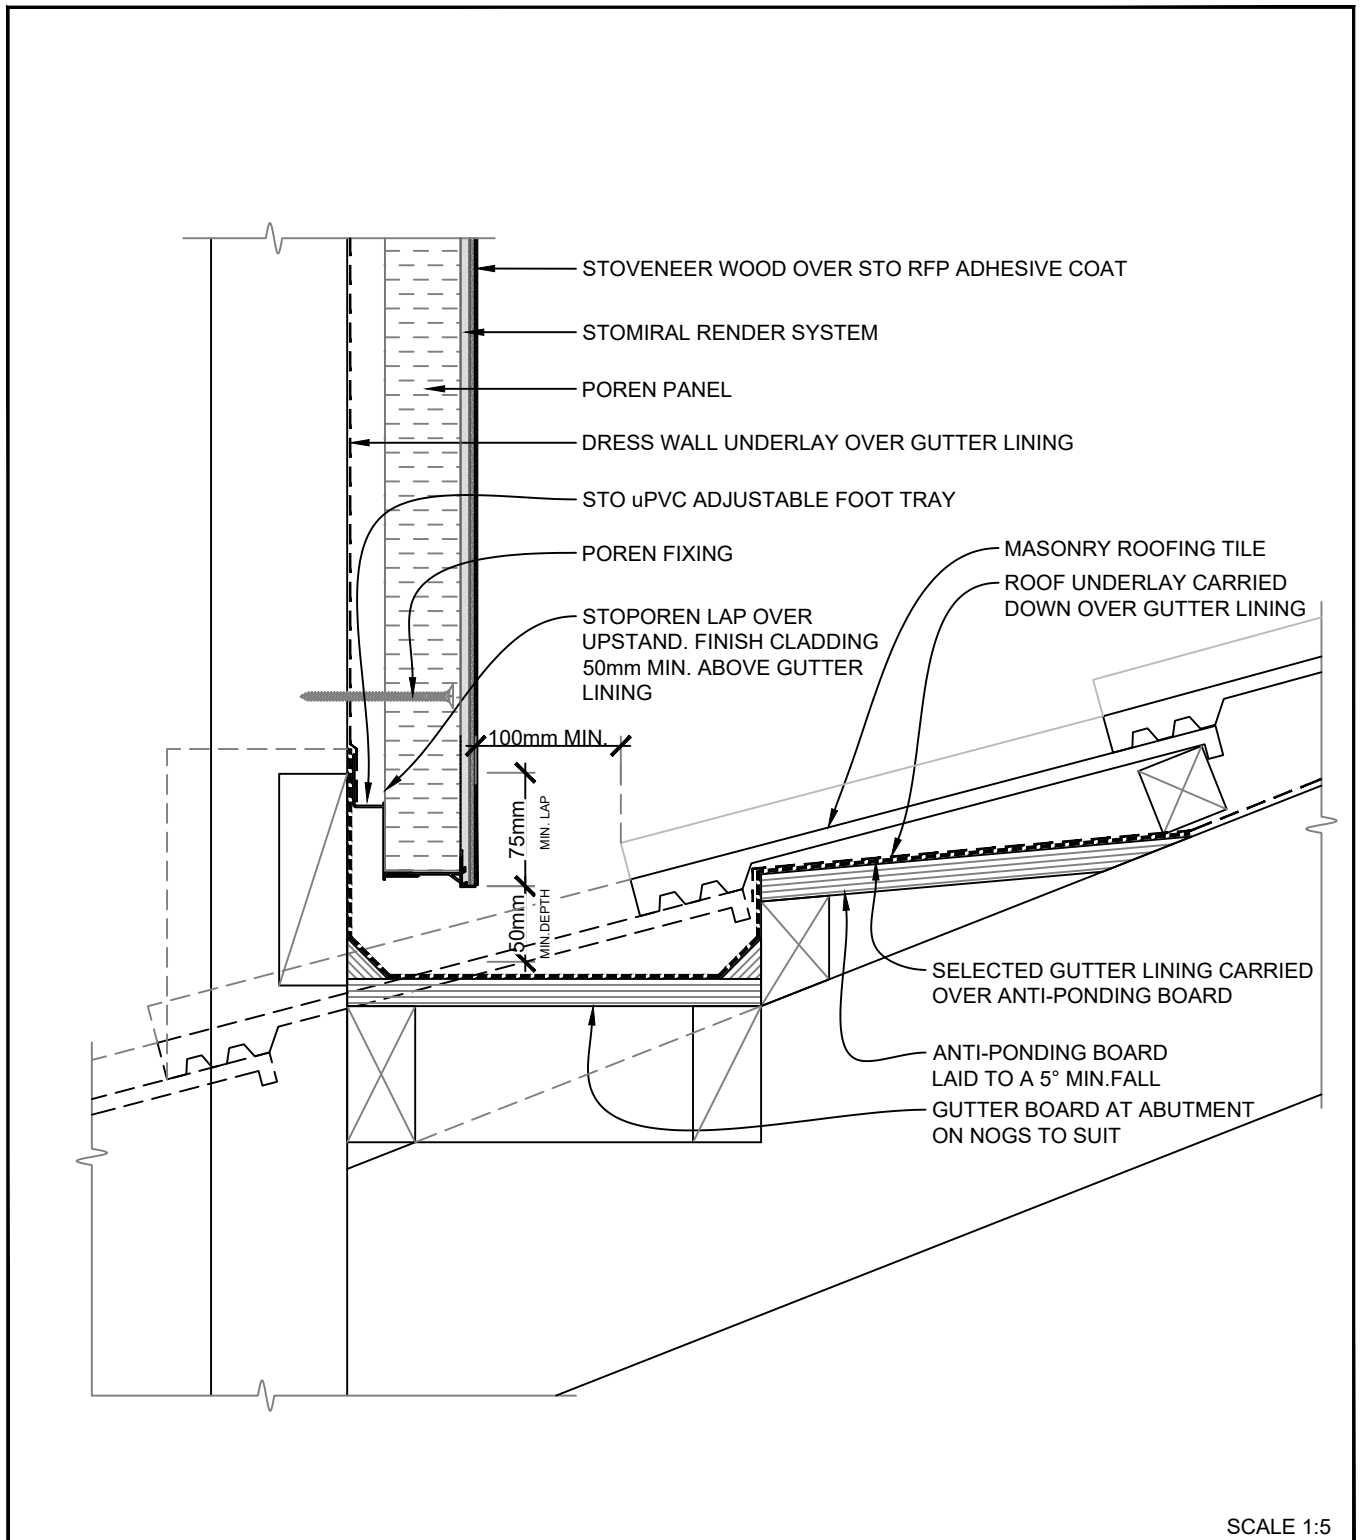 STOVENEER WOOD OVER STO RFP ADHESIVE COAT
STOMIRAL RENDER SYSTEM
POREN PANEL
DRESS WALL UNDERLAY OVER GUTTER LINING
STO uPVC ADJUSTABLE FOOT TRAY
POREN FIXING
STOPOREN LAP OVER
UPSTAND. FINISH CLADDING
50mm MIN. ABOVE GUTTER
LINING
MASONRY ROOFING TILE
ROOF UNDERLAY CARRIED
DOWN OVER GUTTER LINING
100mm MIN.
75mm
MIN. LAP
50mm
MIN.DEPTH
SELECTED GUTTER LINING CARRIED
OVER ANTI-PONDING BOARD
ANTI-PONDING BOARD
LAID TO A 5° MIN.FALL
GUTTER BOARD AT ABUTMENT
ON NOGS TO SUIT
SCALE 1:5